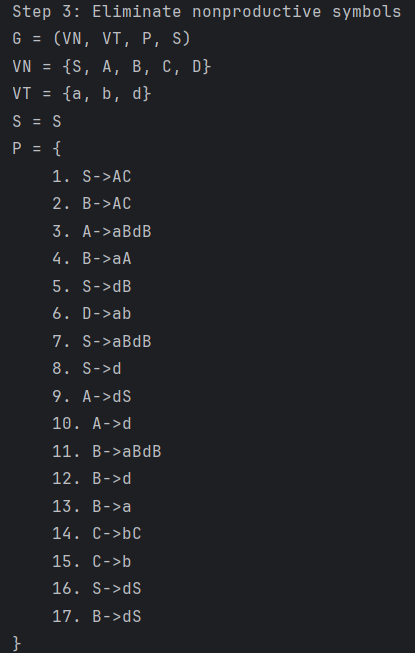 Step 3: Eliminate nonproductive symbols
G = (VN, VT, P, S)
VN = {S, A, B, C, D}
VT = {a, b, d}
S = S
P = {
    1. S->AC
    2. B->AC
    3. A->aBdB
    4. B->aA
    5. S->dB
    6. D->ab
    7. S->aBdB
    8. S->d
    9. A->dS
    10. A->d
    11. B->aBdB
    12. B->d
    13. B->a
    14. C->bC
    15. C->b
    16. S->dS
    17. B->dS
}